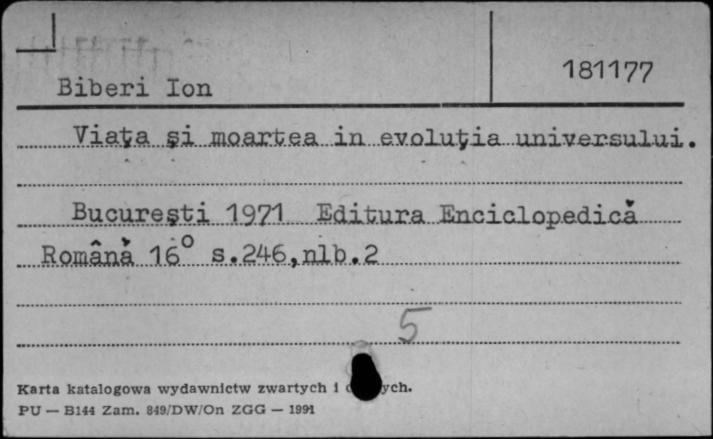 181177
Biberi Ion
Viaţa şi moartea in evoluţia universului.
Bucureşti 1971 Editura Enciclopedică
Română 16° s.246,nlb.2
5
Karta katalogowa wydawnictw zwartych i
PU — B144 Zam. 849/DW/On ZGG — 1991